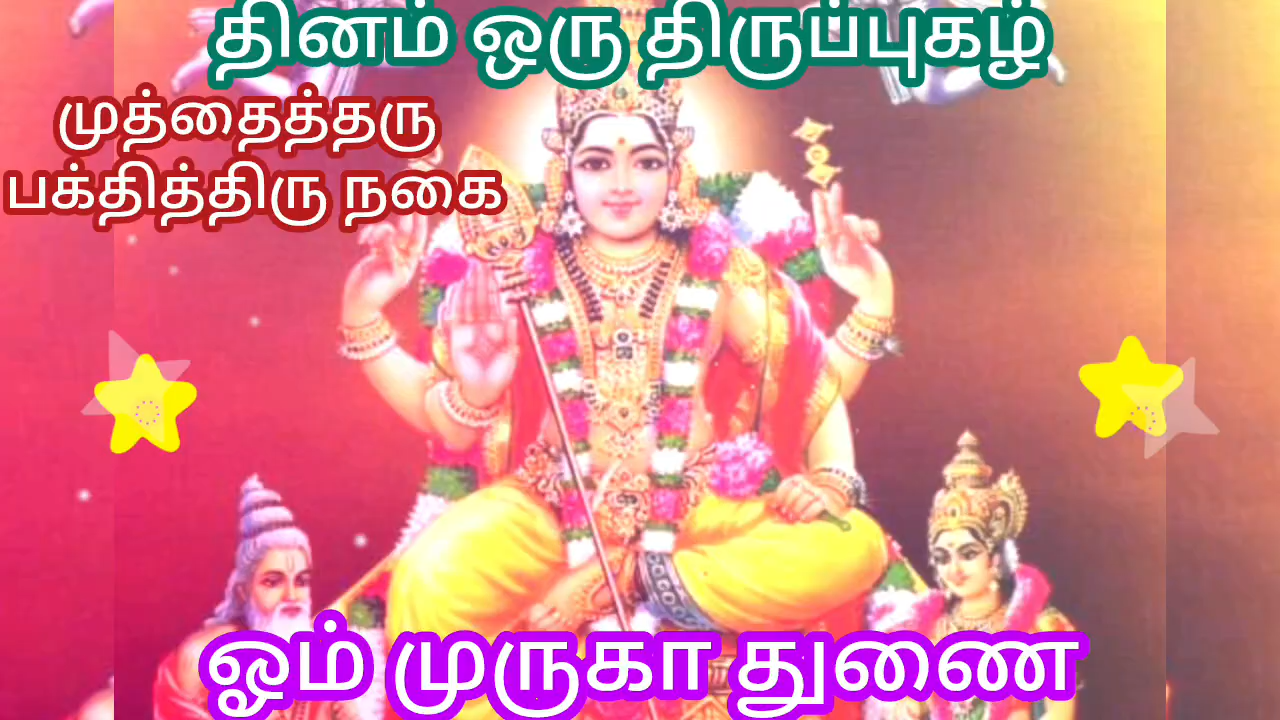 தினம் ஒரு திருப்புகழ்
முத்தைத்தரு
பக்தித்திரு நகை
ஓம் முருகா துணை